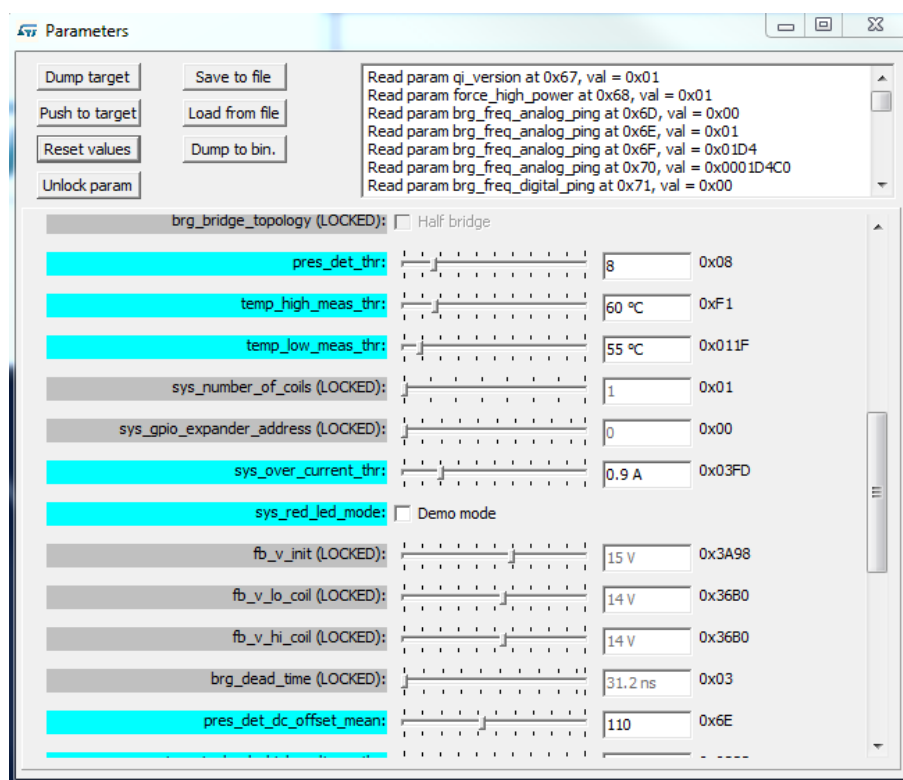 Parameters
Dump target
Save to file
Push to target
Load from file
Reset values
Dump to bin.
Unlock param
Read param qi_version at 0x67, val = 0x01
Read param force_high_power at 0x68, val = 0x01
Read param brg_freq_analog_ping at 0x6D, val = 0x00
Read param brg_freq_analog_ping at 0x6E, val = 0x01
Read param brg_freq_analog_ping at 0x6F, val = 0x01D4
Read param brg_freq_analog_ping at 0x70, val = 0x0001D4C0
Read param brg_freq_digital_ping at 0x71, val = 0x00
brg_bridge_topology (LOCKED): Half bridge
pres_det_thr: 8 0x08
temp_high_meas_thr: 60 ºC 0xF1
temp_low_meas_thr: 55 ºC 0x011F
sys_number_of_coils (LOCKED): 1 0x01
sys_gpio_expander_address (LOCKED): 0 0x00
sys_over_current_thr: 0.9 A 0x03FD
sys_red_led_mode: Demo mode
fb_v_init (LOCKED): 15 V 0x3A98
fb_v_lo_coil (LOCKED): 14 V 0x36B0
fb_v_hi_coil (LOCKED): 14 V 0x36B0
brg_dead_time (LOCKED): 31.2 ns 0x03
pres_det_dc_offset_mean: 110 0x6E